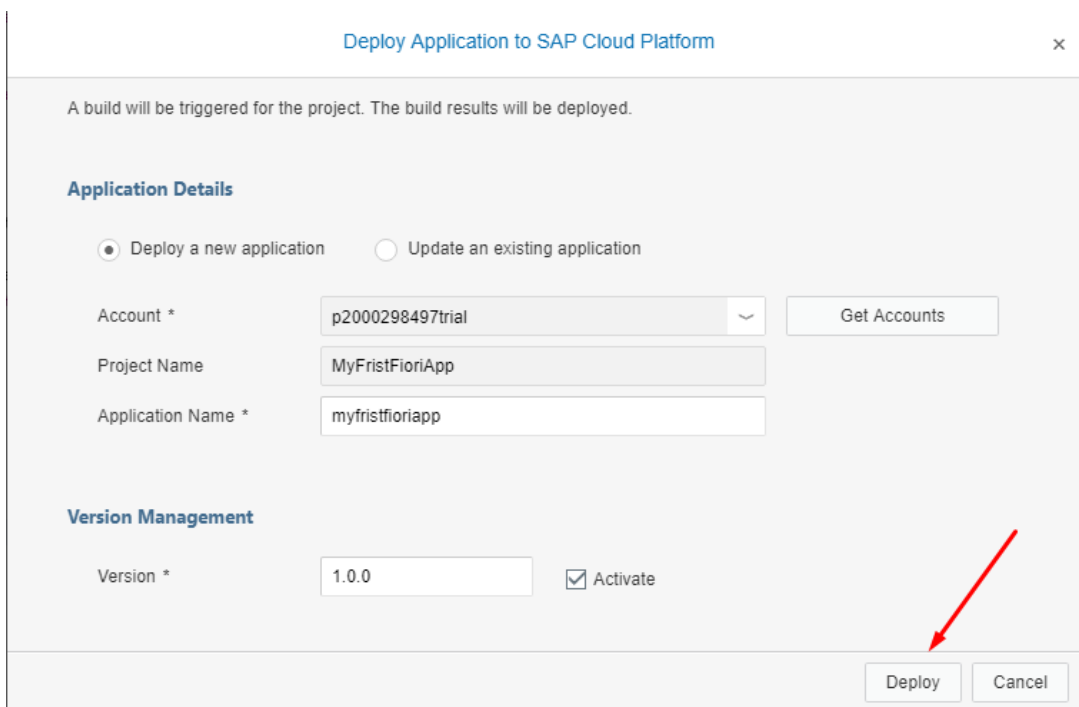 Deploy Application to SAP Cloud Platform
A build will be triggered for the project. The build results will be deployed.
Application Details
Deploy a new application Update an existing application
Account * p2000298497trial Get Accounts
Project Name MyFristFioriApp
Application Name * myfristfioriapp
Version Management
Version * 1.0.0 Activate
Deploy Cancel